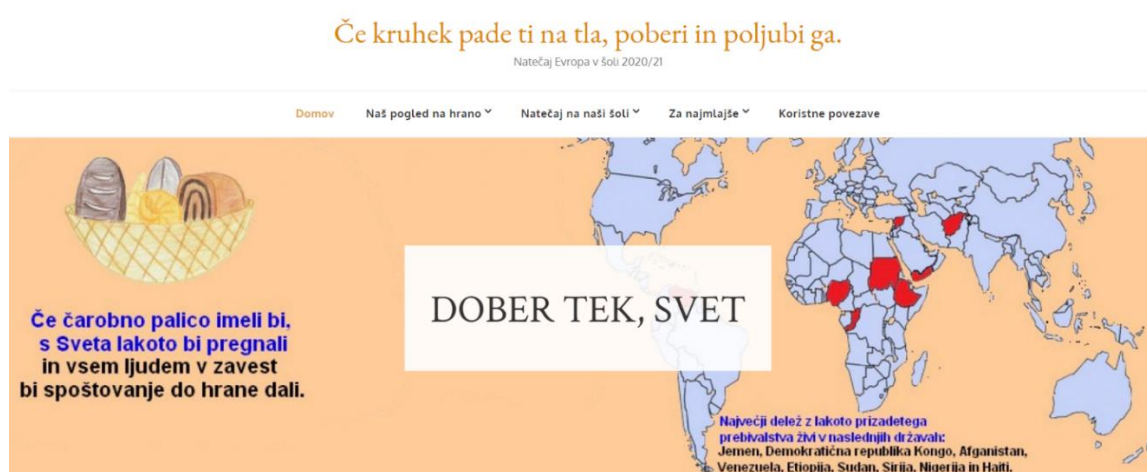 Če kruhek pade ti na tla, poberi in poljubi ga.
Natečaj Evropa v šoli 2020/21
Domov Naš pogled na hrano Natečaj na naši šoli Za najmlajše Koristne povezave
Če čarobno palico imeli bi,
s Sveta lakoto bi pregnali
in vsem ljudem v zavest
bi spoštovanje do hrane dali.
DOBER TEK, SVET
Največji delež z lakoto prizadetega
prebivalstva živi v naslednjih državah:
Jemen, Demokratična republika Kongo, Afganistan,
Venezuela, Etiopija, Sudan, Sirija, Nigerija in Haiti.